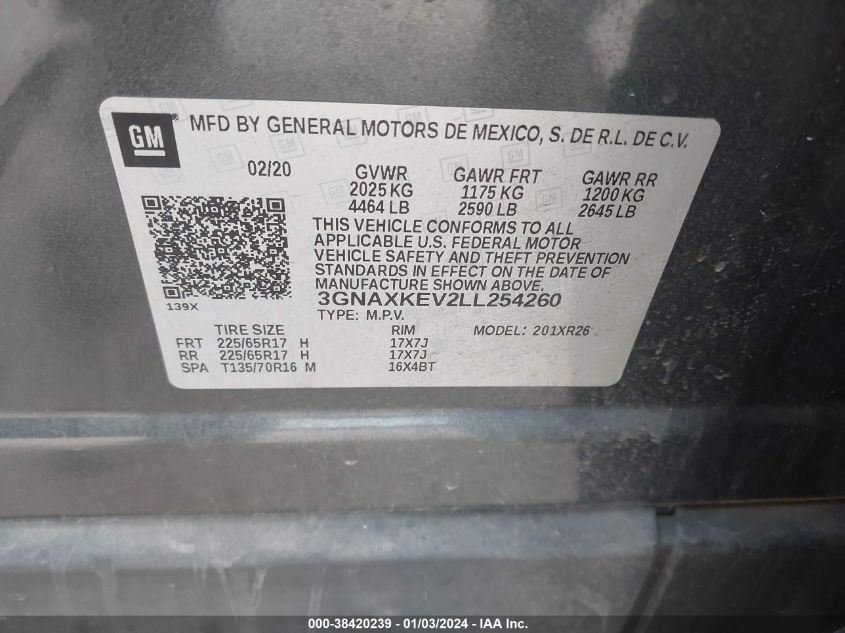 GM
MFD BY GENERAL MOTORS DE MEXICO, S. DE R.L. DE C.V.
02/20 GVWR GAWR FRT GAWR RR
2025 KG 1175 KG 1200 KG
4464 LB 2590 LB 2645 LB
THIS VEHICLE CONFORMS TO ALL
APPLICABLE U.S. FEDERAL MOTOR
VEHICLE SAFETY AND THEFT PREVENTION
STANDARDS IN EFFECT ON THE DATE OF
MANUFACTURE SHOWN ABOVE.
139X
3GNAXKEV2LL254260
TYPE: M.P.V.
TIRE SIZE RIM MODEL: 201XR26
FRT 225/65R17 H 17X7J
RR 225/65R17 H 17X7J
SPA T135/70R16 M 16X4BT
000-38420239 - 01/03/2024 - IAA Inc.